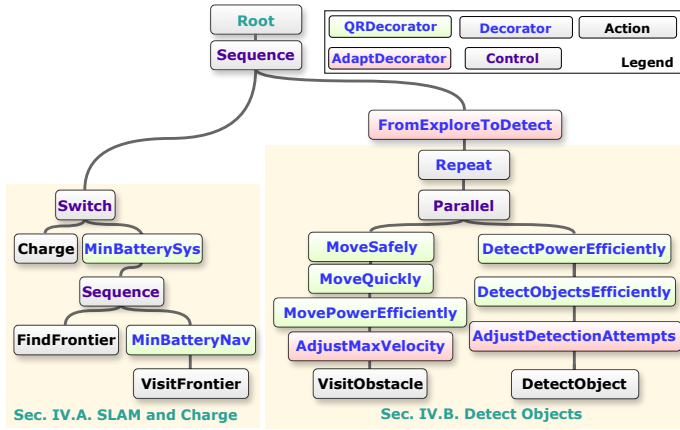 Root
Sequence
QRDecorator
Decorator
Action
AdaptDecorator
Control
Legend
FromExploreToDetect
Repeat
Parallel
Switch
Charge
MinBatterySys
Sequence
FindFrontier
MinBatteryNav
VisitFrontier
Sec. IV.A. SLAM and Charge
MoveSafely
MoveQuickly
MovePowerEfficiently
AdjustMaxVelocity
VisitObstacle
DetectPowerEfficiently
DetectObjectsEfficiently
AdjustDetectionAttempts
DetectObject
Sec. IV.B. Detect Objects